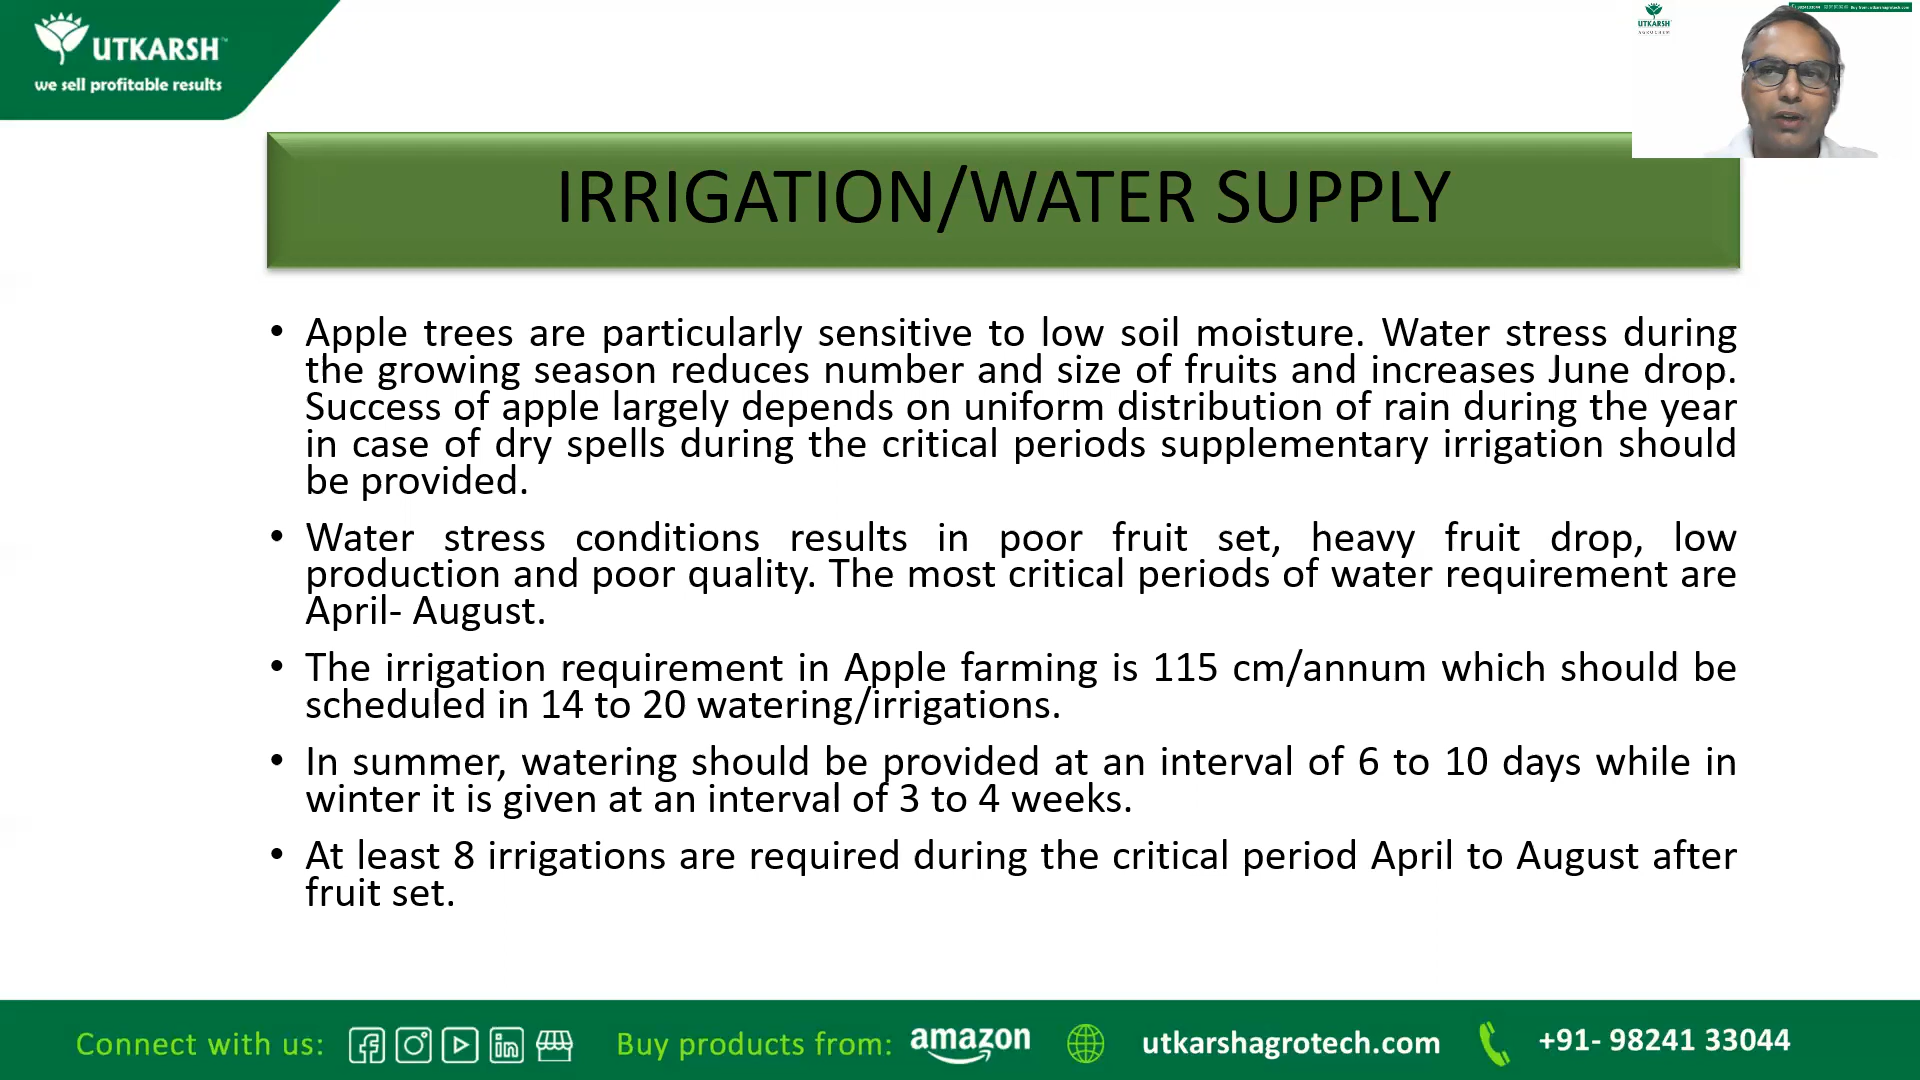 UTKARSH™
we sell profitable results
UTKARSH
AGROCHEM
IRRIGATION/WATER SUPPLY
• Apple trees are particularly sensitive to low soil moisture. Water stress during
the growing season reduces number and size of fruits and increases June drop.
Success of apple largely depends on uniform distribution of rain during the year
in case of dry spells during the critical periods supplementary irrigation should
be provided.
• Water stress conditions results in poor fruit set, heavy fruit drop, low
production and poor quality. The most critical periods of water requirement are
April- August.
• The irrigation requirement in Apple farming is 115 cm/annum which should be
scheduled in 14 to 20 watering/irrigations.
• In summer, watering should be provided at an interval of 6 to 10 days while in
winter it is given at an interval of 3 to 4 weeks.
• At least 8 irrigations are required during the critical period April to August after
fruit set.
Connect with us: Buy products from: amazon utkarshagrotech.com +91- 98241 33044